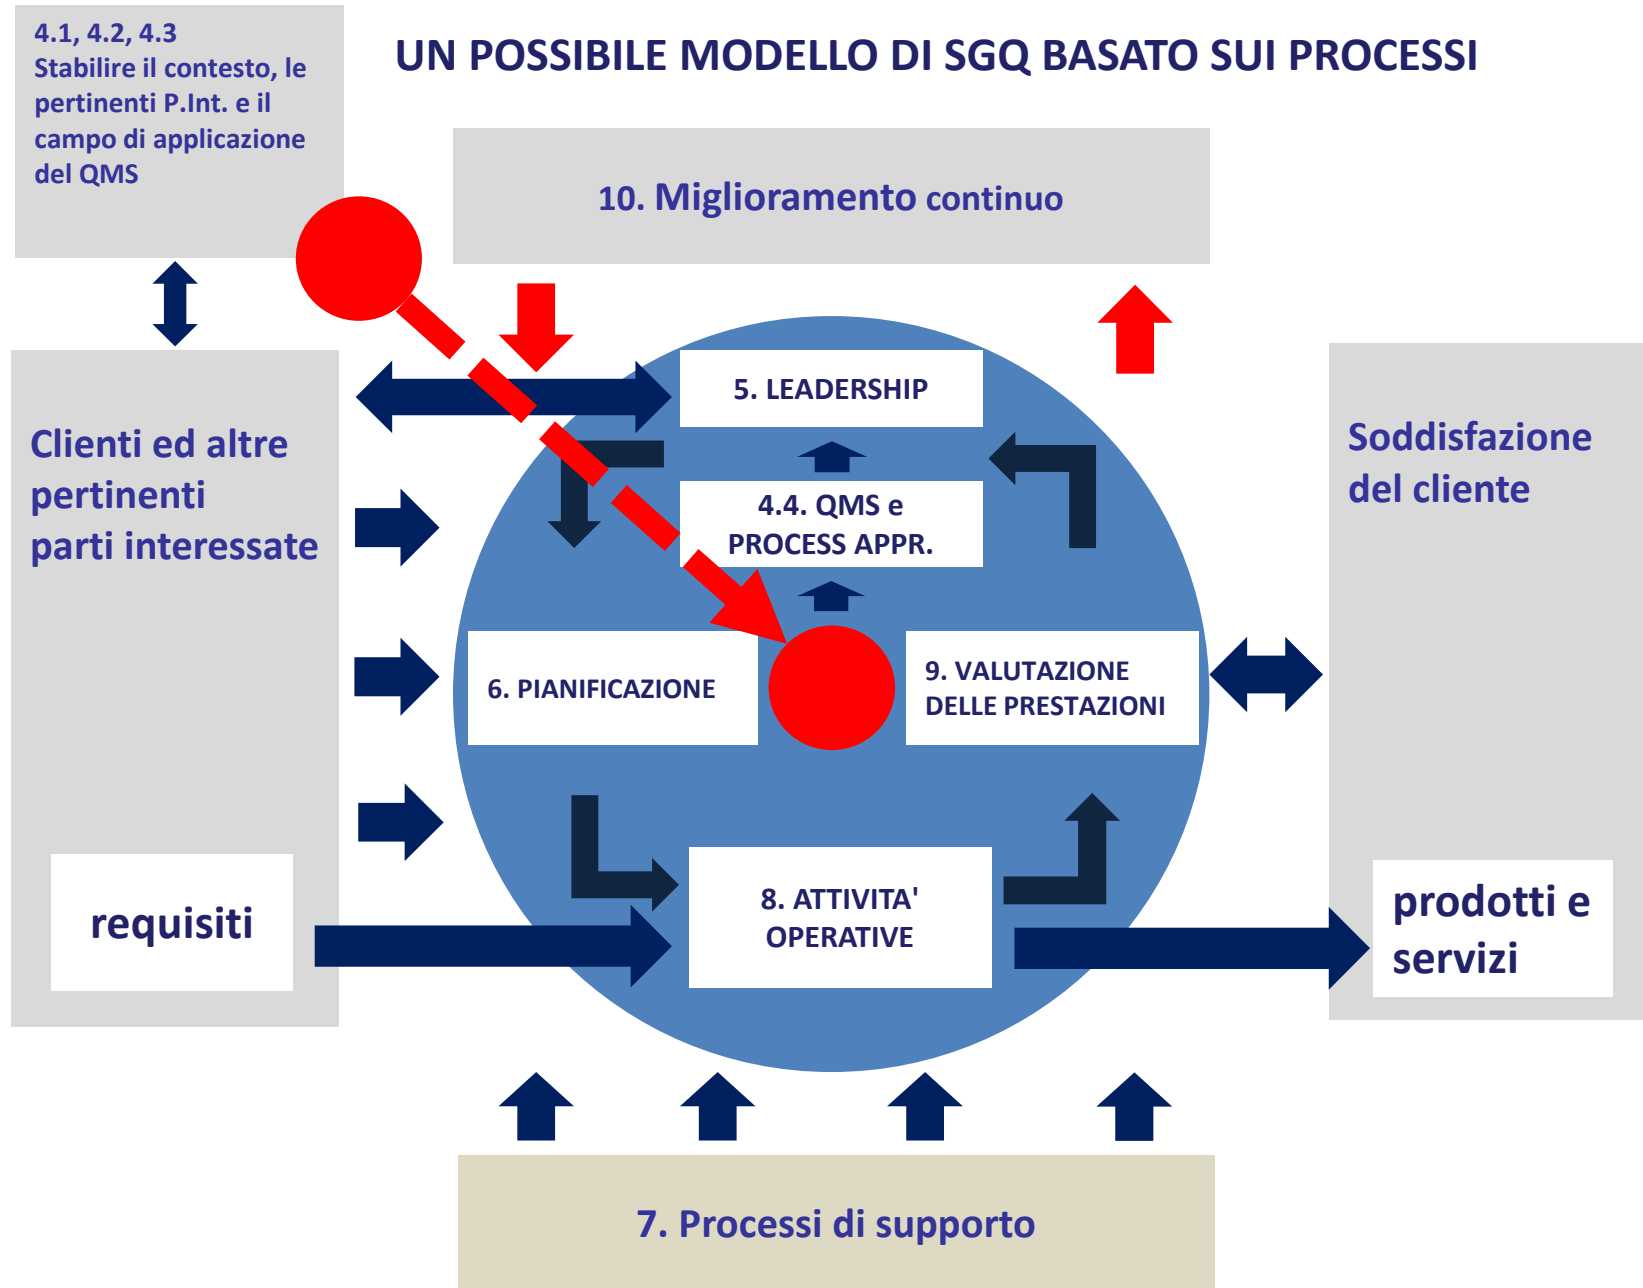 4.1, 4.2, 4.3
Stabilire il contesto, le
pertinenti P.Int. e il
campo di applicazione
del QMS
UN POSSIBILE MODELLO DI SGQ BASATO SUI PROCESSI
10. Miglioramento continuo
5. LEADERSHIP
Clienti ed altre
pertinenti
parti interessate
Soddisfazione
del cliente
4.4. QMS e
PROCESS APPR.
6. PIANIFICAZIONE
9. VALUTAZIONE
DELLE PRESTAZIONI
requisiti
8. ATTIVITA'
OPERATIVE
prodotti e
servizi
7. Processi di supporto